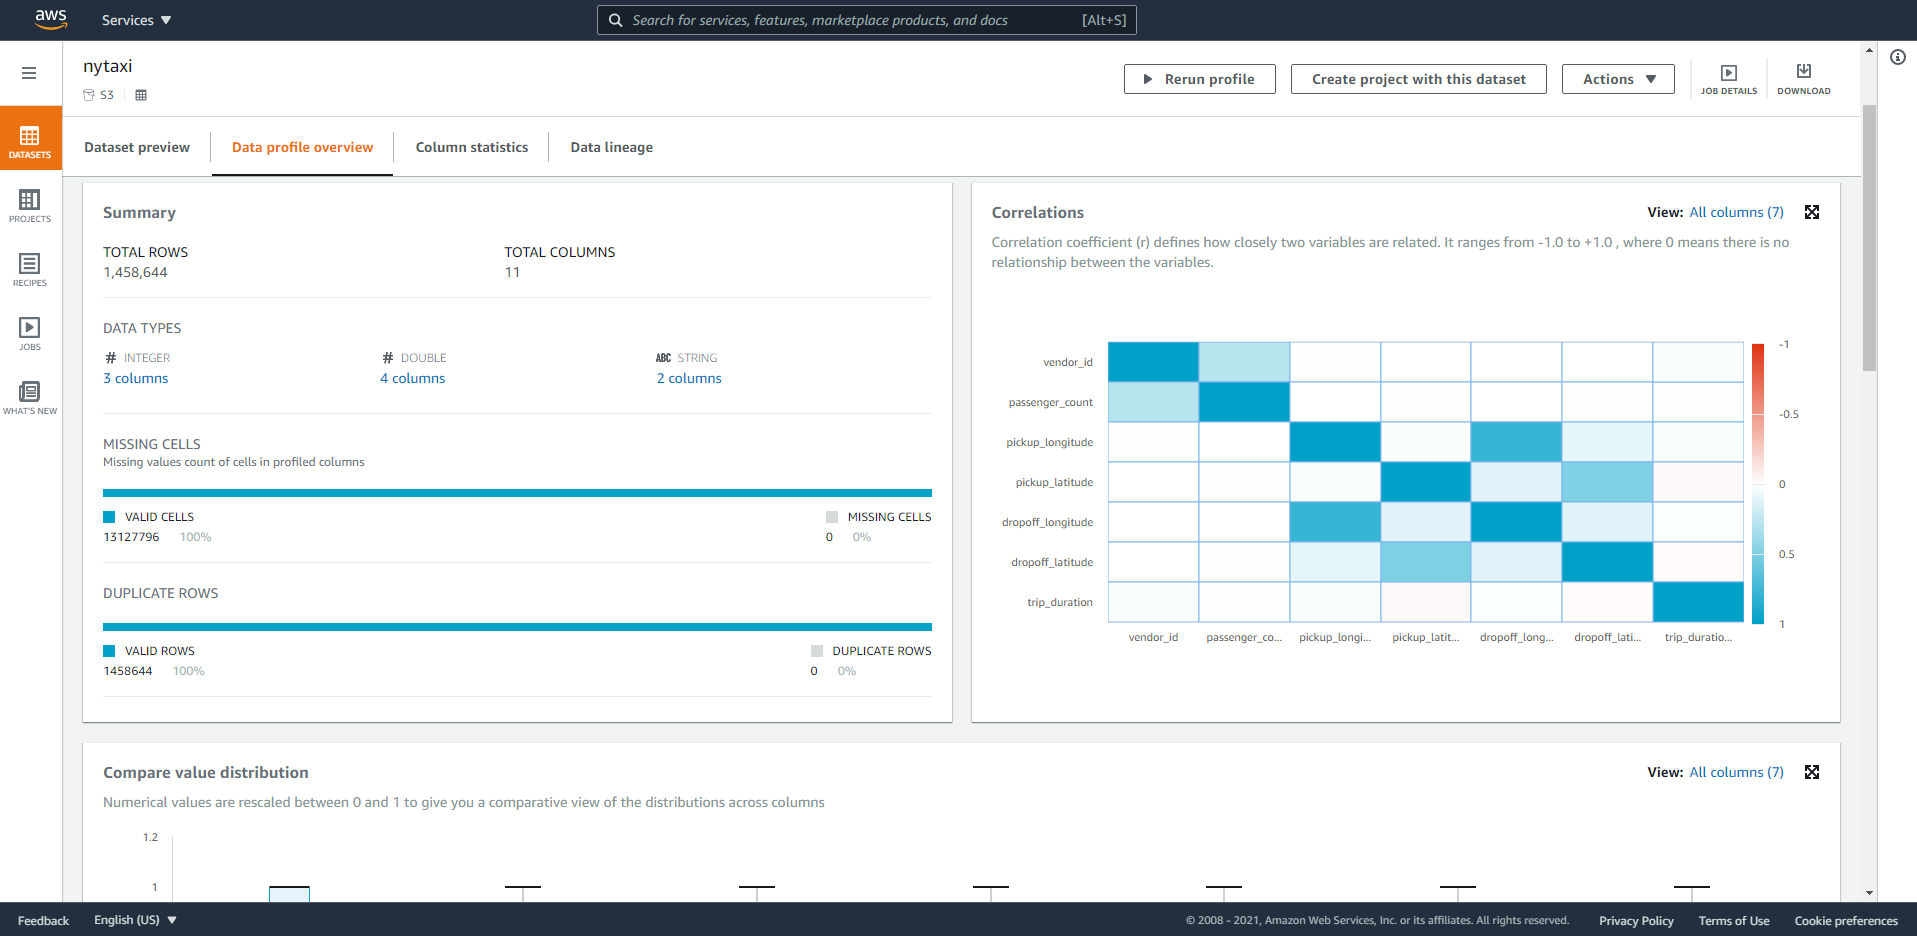 aws
Services
Search for services, features, marketplace products, and docs [Alt+S]
nytaxi
S3
Rerun profile
Create project with this dataset
Actions
JOB DETAILS
DOWNLOAD
DATASETS
PROJECTS
RECIPES
JOBS
WHAT'S NEW
Dataset preview
Data profile overview
Column statistics
Data lineage
Summary
TOTAL ROWS
1,458,644
TOTAL COLUMNS
11
DATA TYPES
# INTEGER
3 columns
# DOUBLE
4 columns
ABC STRING
2 columns
MISSING CELLS
Missing values count of cells in profiled columns
VALID CELLS
13127796 100%
MISSING CELLS
0 0%
DUPLICATE ROWS
VALID ROWS
1458644 100%
DUPLICATE ROWS
0 0%
Correlations
View: All columns (7)
Correlation coefficient (r) defines how closely two variables are related. It ranges from -1.0 to +1.0 , where 0 means there is no
relationship between the variables.
vendor_id
passenger_count
pickup_longitude
pickup_latitude
dropoff_longitude
dropoff_latitude
trip_duration
vendor_id
passenger_co...
pickup_longi...
pickup_latit...
dropoff_long...
dropoff_lati...
trip_duratio...
-1
-0.5
0
0.5
1
Compare value distribution
View: All columns (7)
Numerical values are rescaled between 0 and 1 to give you a comparative view of the distributions across columns
1.2
1
Feedback
English (US)
© 2008 - 2021, Amazon Web Services, Inc. or its affiliates. All rights reserved.
Privacy Policy
Terms of Use
Cookie preferences